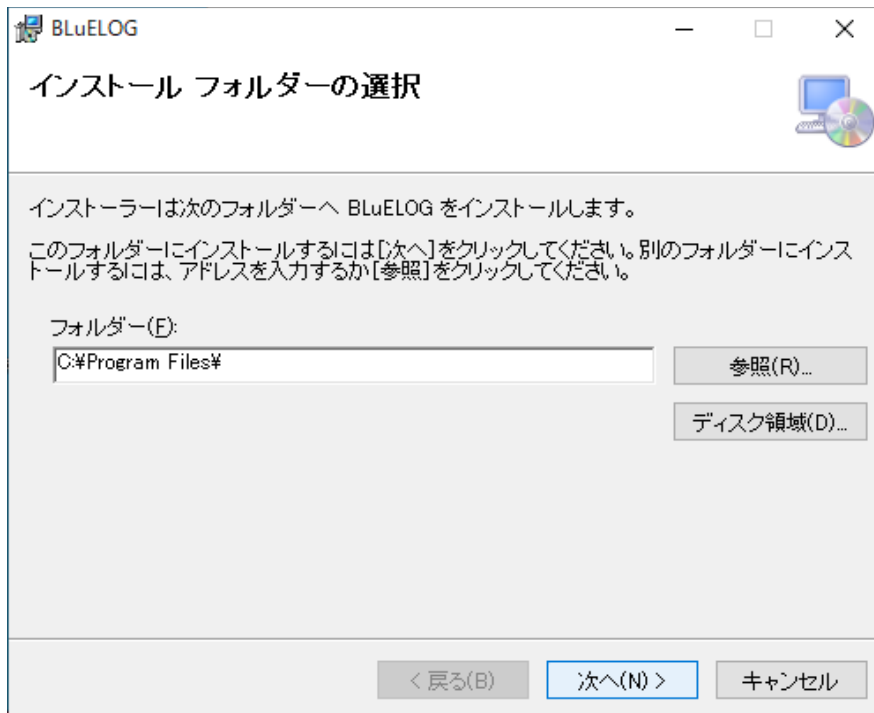 BLuELOG
インストール フォルダーの選択
インストーラーは次のフォルダーへ BLuELOG をインストールします。
このフォルダーにインストールするには[次へ]をクリックしてください。別のフォルダーにインス
トールするには、アドレスを入力するか[参照]をクリックしてください。
フォルダー(F):
C:¥Program Files¥
参照(R)...
ディスク領域(D)...
< 戻る(B)
次へ(N) >
キャンセル